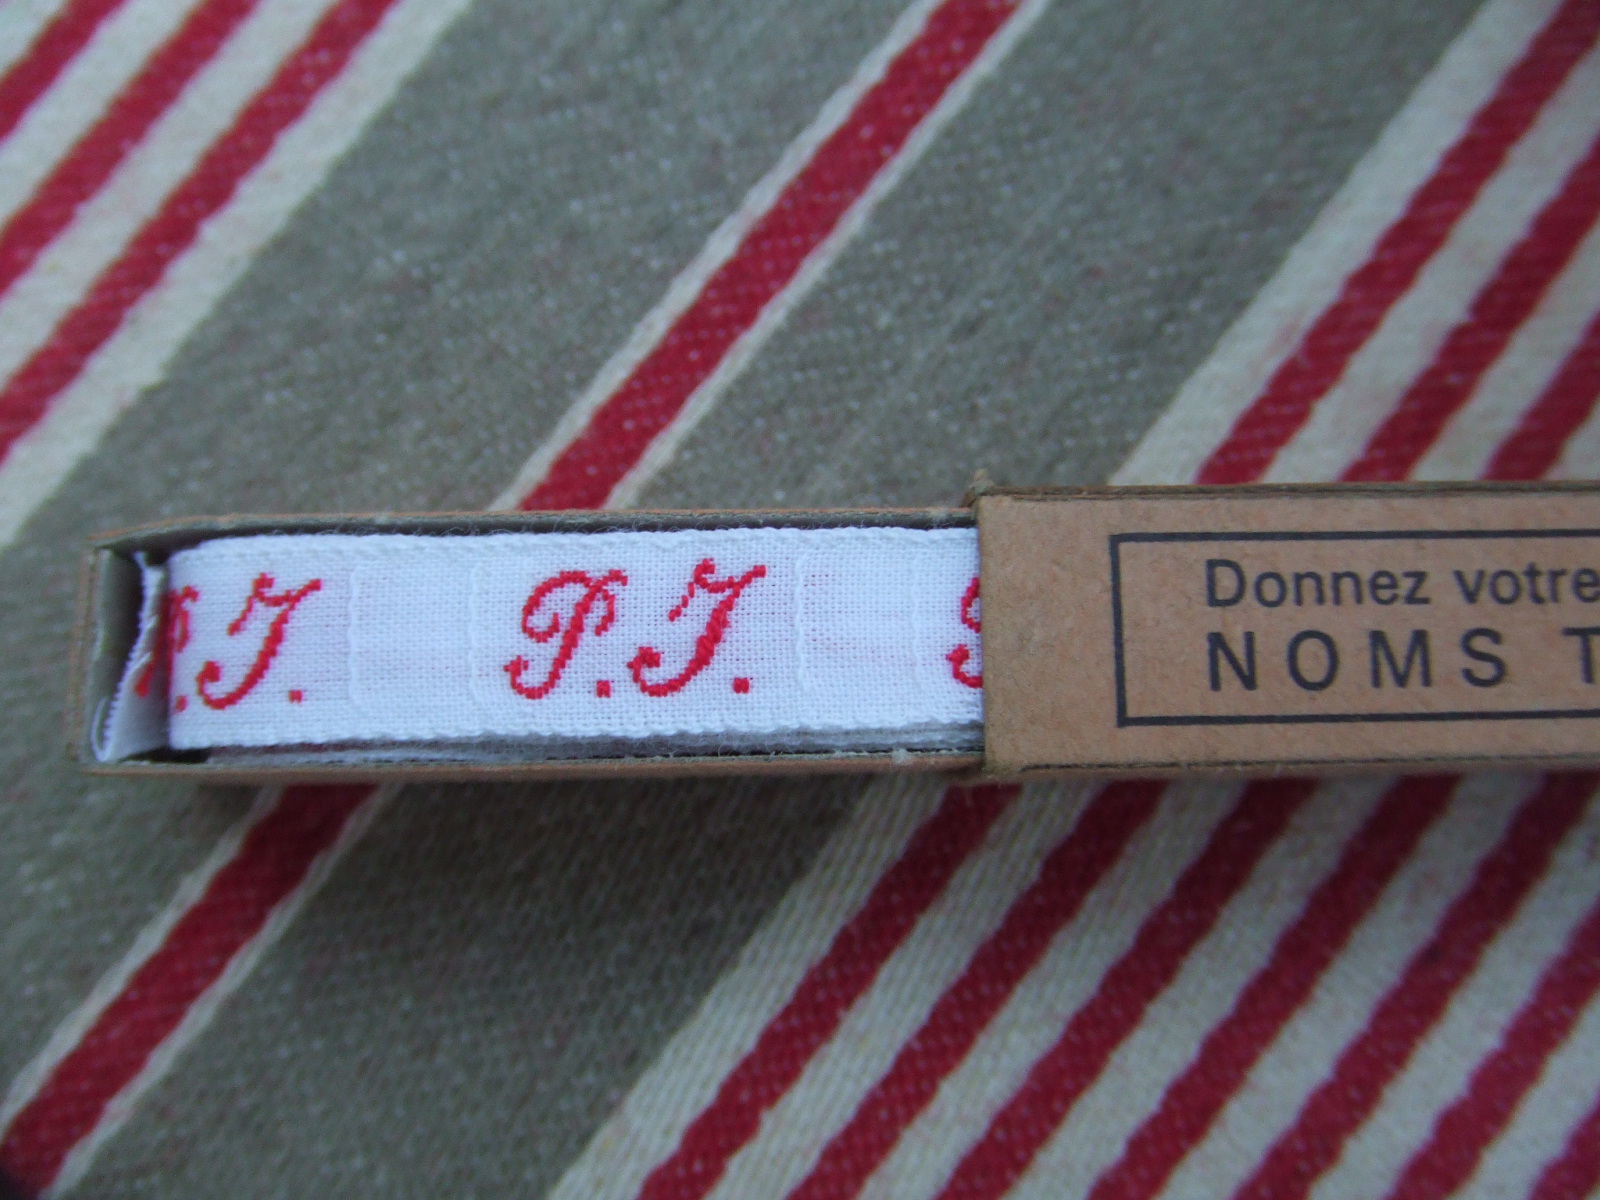 P.J. P.J.
Donnez votre
NOMS T